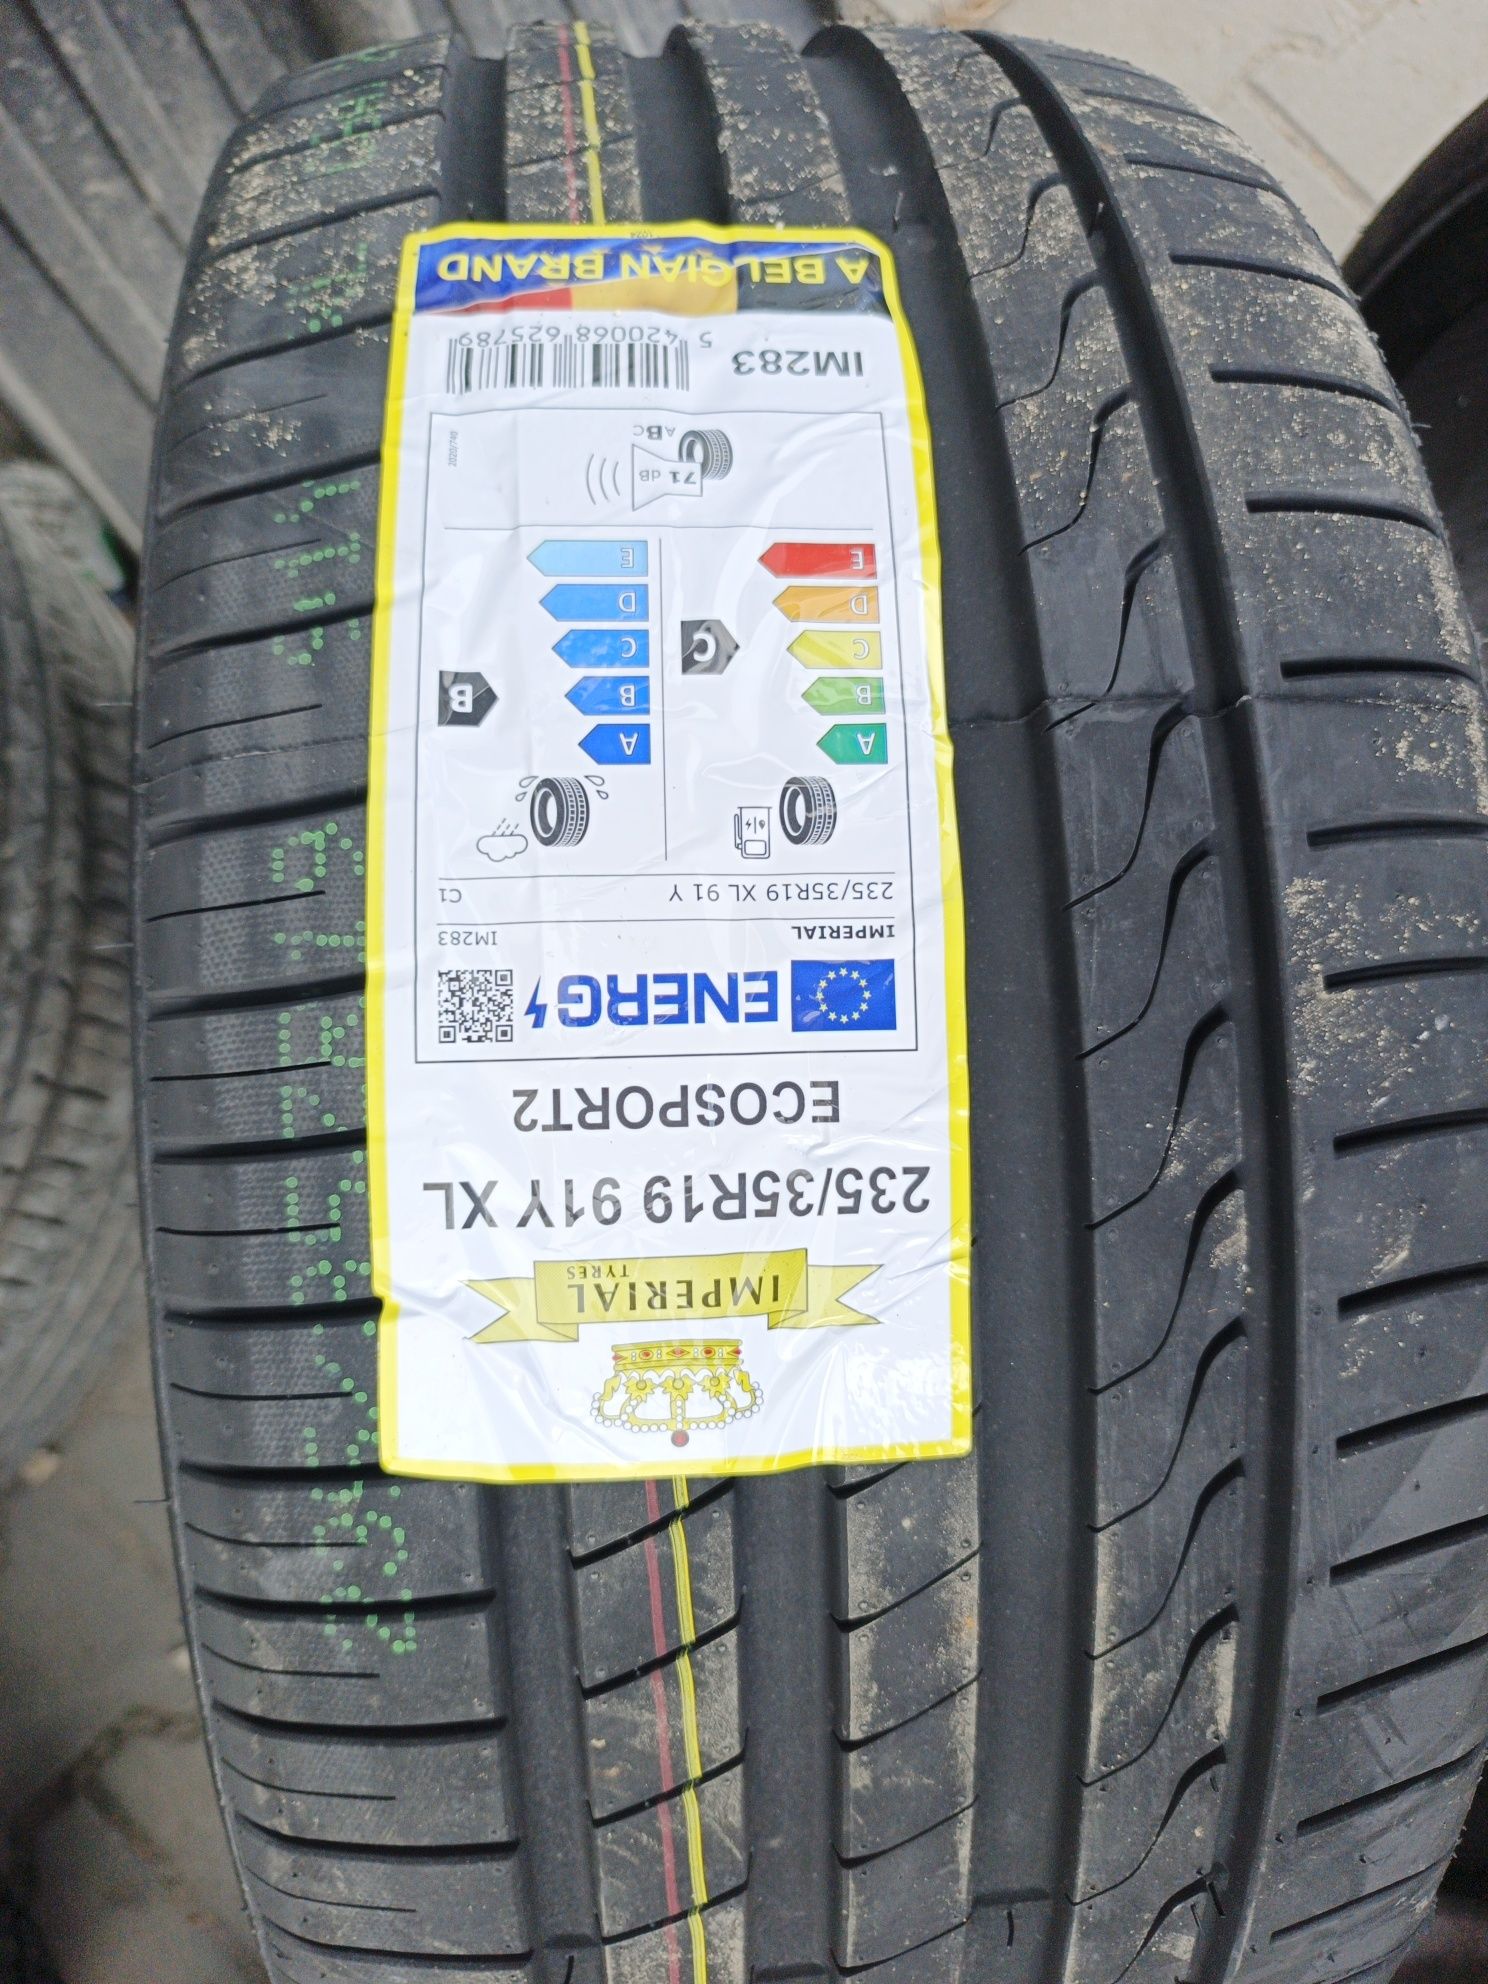 IMPERIAL
TYRES
235/35R19 91Y XL
ECOSPORT2
ENERG
IMPERIAL IM283
235/35R19 XL 91 Y C1
A A
B B
C C
D D
E E
C
B
71 dB
ABC
2020/740
IM283
5 420068 625789
A BELGIAN BRAND
1024